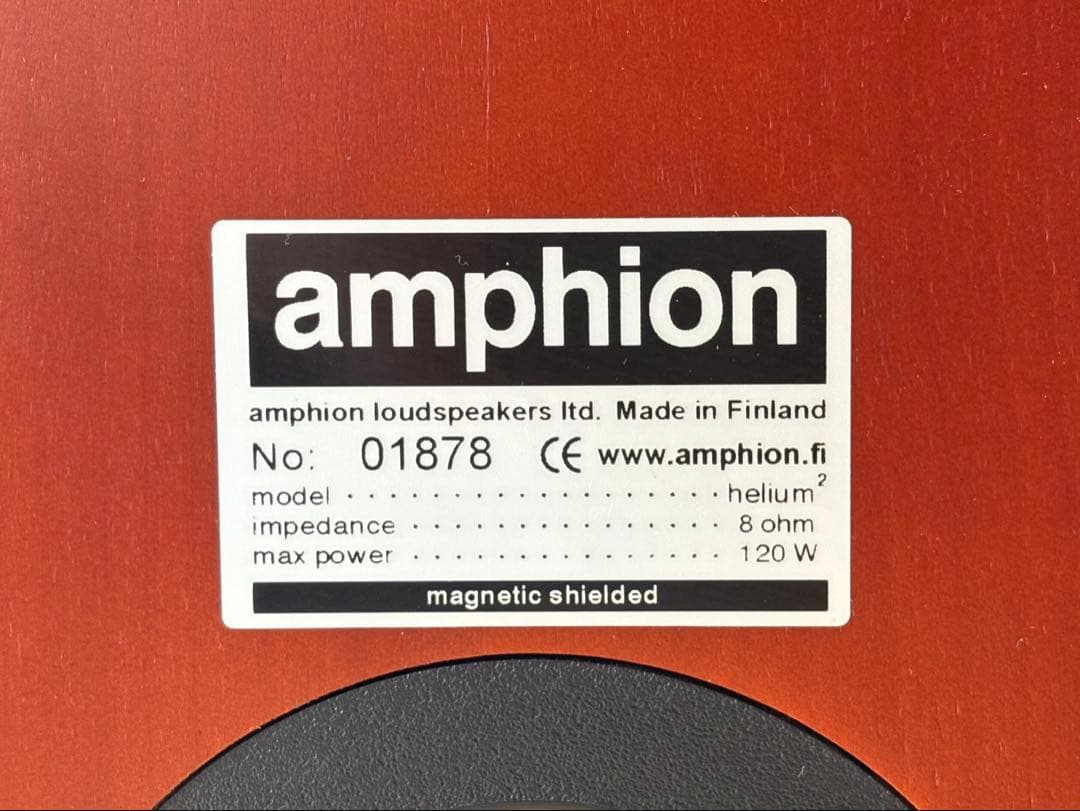 amphion
amphion loudspeakers ltd. Made in Finland
No: 01878 CE www.amphion.fi
model . . . . . . . . . . . . . . . . . . helium²
impedance . . . . . . . . . . . . . . . 8 ohm
max power . . . . . . . . . . . . . . . 120 W
magnetic shielded